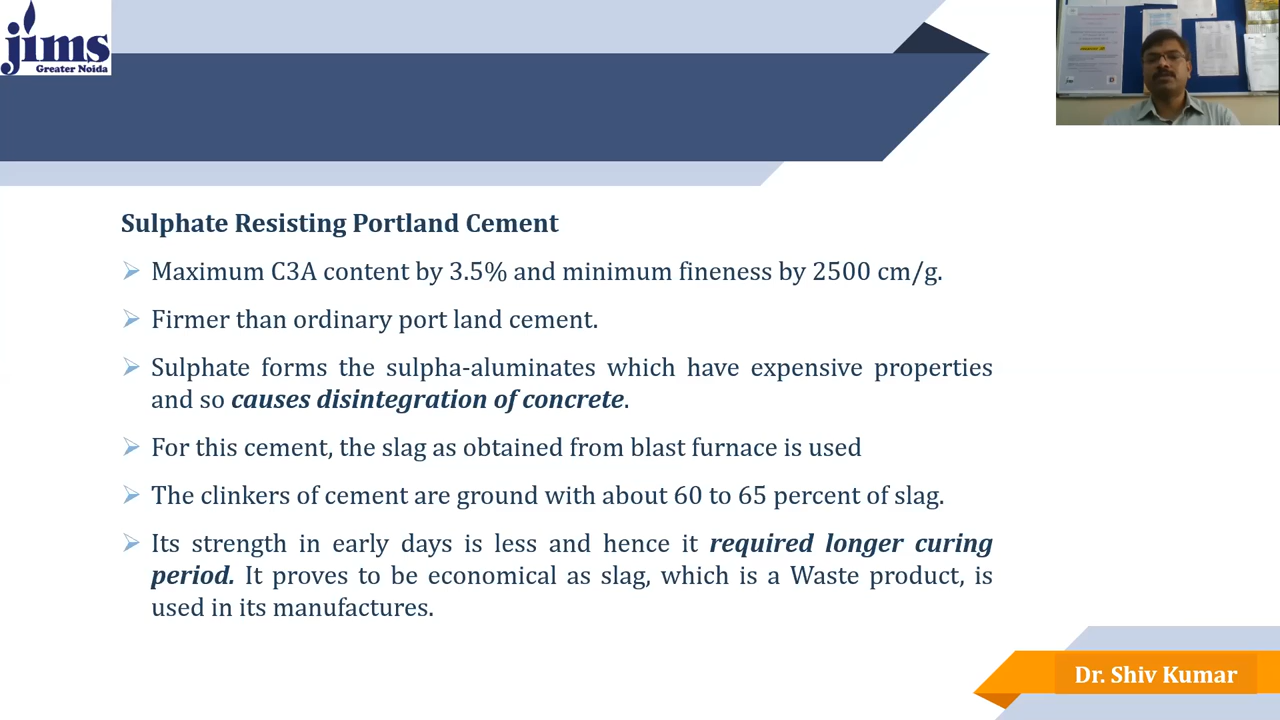 jims
Greater Noida
Sulphate Resisting Portland Cement
Maximum C3A content by 3.5% and minimum fineness by 2500 cm/g.
Firmer than ordinary port land cement.
Sulphate forms the sulpha-aluminates which have expensive properties
and so causes disintegration of concrete.
For this cement, the slag as obtained from blast furnace is used
The clinkers of cement are ground with about 60 to 65 percent of slag.
Its strength in early days is less and hence it required longer curing
period. It proves to be economical as slag, which is a Waste product, is
used in its manufactures.
Dr. Shiv Kumar